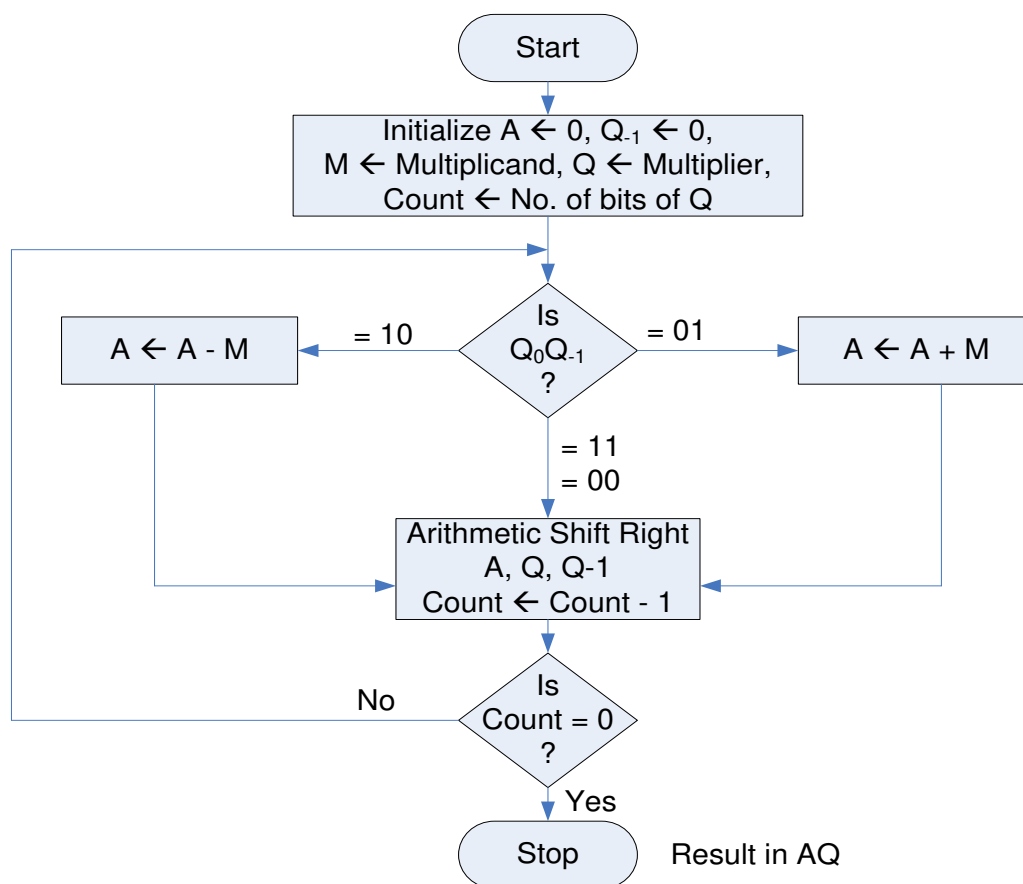 Start
Initialize A ← 0, Q-1 ← 0,
M ← Multiplicand, Q ← Multiplier,
Count ← No. of bits of Q
Is
Q0Q-1
?
= 10
= 01
A ← A - M
A ← A + M
= 11
= 00
Arithmetic Shift Right
A, Q, Q-1
Count ← Count - 1
Is
Count = 0
?
No
Yes
Stop
Result in AQ